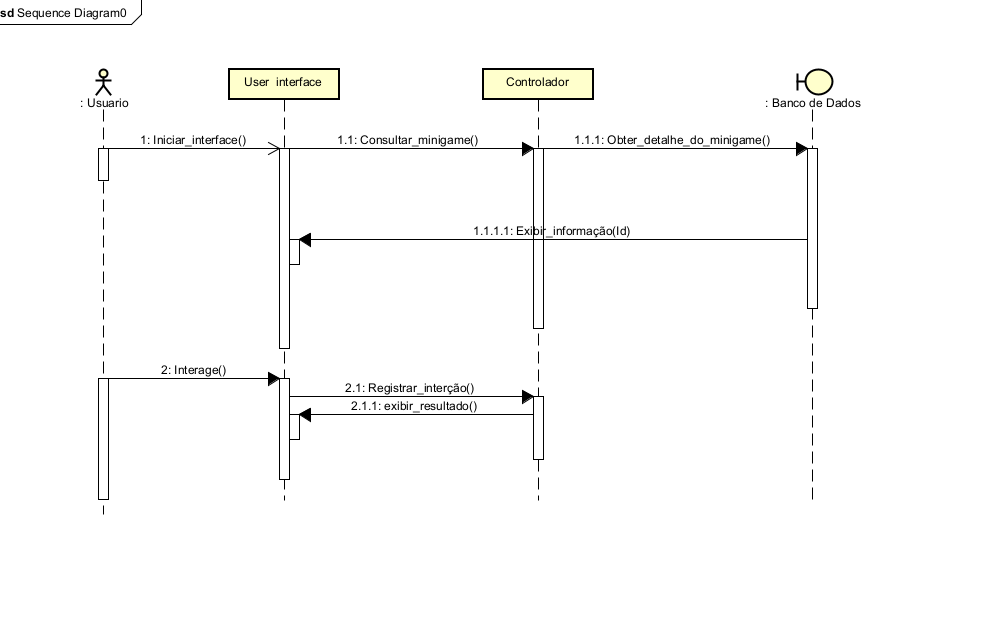 sd Sequence Diagram0
User interface
Controlador
: Usuario
: Banco de Dados
1: Iniciar_interface()
1.1: Consultar_minigame()
1.1.1: Obter_detalhe_do_minigame()
1.1.1.1: Exibir_informação(Id)
2: Interage()
2.1: Registrar_interção()
2.1.1: exibir_resultado()